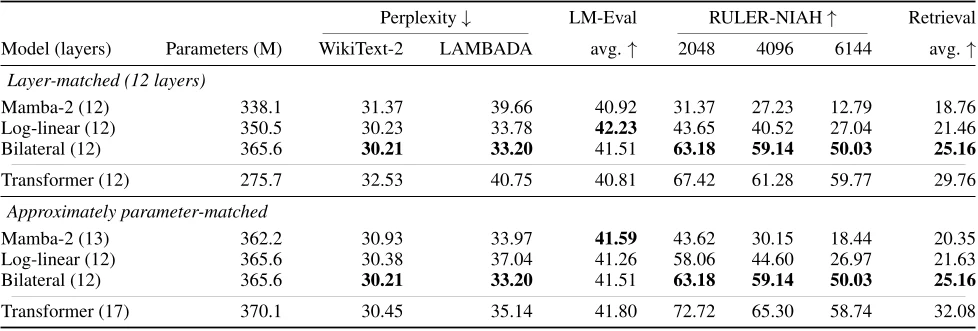 Perplexity ↓ LM-Eval RULER-NIAH ↑ Retrieval
Model (layers) Parameters (M) WikiText-2 LAMBADA avg. ↑ 2048 4096 6144 avg. ↑
Layer-matched (12 layers)
Mamba-2 (12) 338.1 31.37 39.66 40.92 31.37 27.23 12.79 18.76
Log-linear (12) 350.5 30.23 33.78 42.23 43.65 40.52 27.04 21.46
Bilateral (12) 365.6 30.21 33.20 41.51 63.18 59.14 50.03 25.16
Transformer (12) 275.7 32.53 40.75 40.81 67.42 61.28 59.77 29.76
Approximately parameter-matched
Mamba-2 (13) 362.2 30.93 33.97 41.59 43.62 30.15 18.44 20.35
Log-linear (12) 365.6 30.38 37.04 41.26 58.06 44.60 26.97 21.63
Bilateral (12) 365.6 30.21 33.20 41.51 63.18 59.14 50.03 25.16
Transformer (17) 370.1 30.45 35.14 41.80 72.72 65.30 58.74 32.08